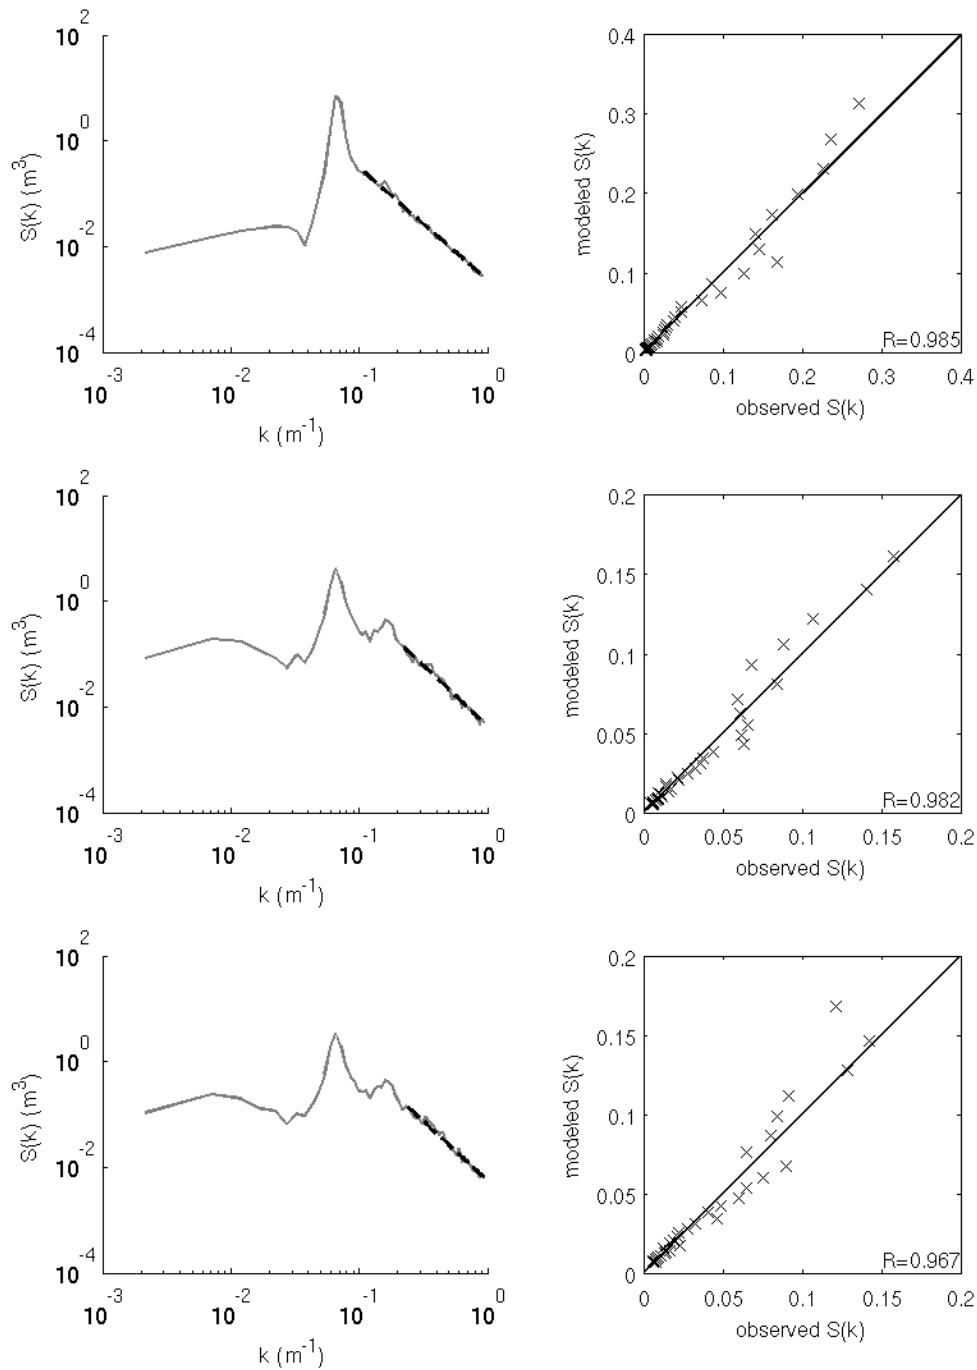 10^2
10^0
10^-2
10^-4
S(k) (m^3)
10^-3
10^-2
10^-1
10^0
k (m^-1)
0.4
0.3
0.2
0.1
0
modeled S(k)
R=0.985
0 0.1 0.2 0.3 0.4
observed S(k)
10^2
10^0
10^-2
10^-4
S(k) (m^3)
10^-3
10^-2
10^-1
10^0
k (m^-1)
0.2
0.15
0.1
0.05
0
modeled S(k)
R=0.982
0 0.05 0.1 0.15 0.2
observed S(k)
10^2
10^0
10^-2
10^-4
S(k) (m^3)
10^-3
10^-2
10^-1
10^0
k (m^-1)
0.2
0.15
0.1
0.05
0
modeled S(k)
R=0.967
0 0.05 0.1 0.15 0.2
observed S(k)